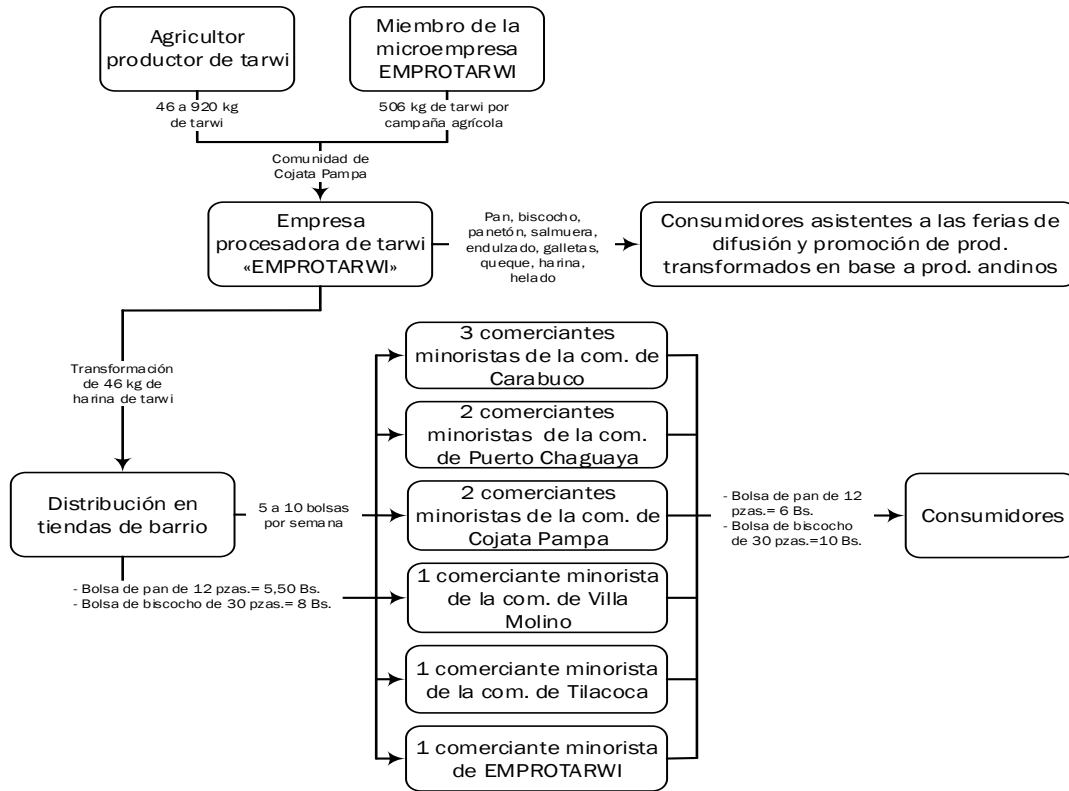 Agricultor
productor de tarwi
Miembro de la
microempresa
EMPROTARWI
46 a 920 kg
de tarwi
506 kg de tarwi por
campaña agrícola
Comunidad de
Cojata Pampa
Empresa
procesadora de tarwi
«EMPROTARWI»
Pan, biscocho,
panetón, salmuera,
endulzado, galletas,
queque, harina,
helado
Consumidores asistentes a las ferias de
difusión y promoción de prod.
transformados en base a prod. andinos
Transformación
de 46 kg de
harina de tarwi
3 comerciantes
minoristas de la com. de
Carabuco
2 comerciantes
minoristas de la com.
de Puerto Chaguaya
Distribución en
tiendas de barrio
5 a 10 bolsas
por semana
2 comerciantes
minoristas de la com. de
Cojata Pampa
- Bolsa de pan de 12
pzas.= 6 Bs.
- Bolsa de biscocho
de 30 pzas.=10 Bs.
Consumidores
- Bolsa de pan de 12 pzas.= 5,50 Bs.
- Bolsa de biscocho de 30 pzas.= 8 Bs.
1 comerciante minorista
de la com. de Villa
Molino
1 comerciante minorista
de la com. de Tilacoca
1 comerciante minorista
de EMPROTARWI